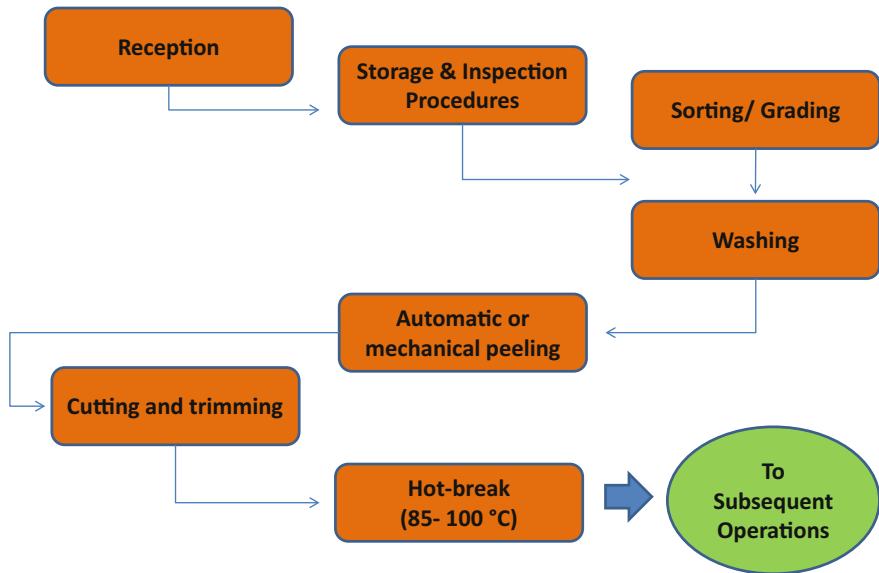 Reception
Storage & Inspection
Procedures
Sorting/ Grading
Washing
Automatic or
mechanical peeling
Cutting and trimming
Hot-break
(85- 100 °C)
To
Subsequent
Operations